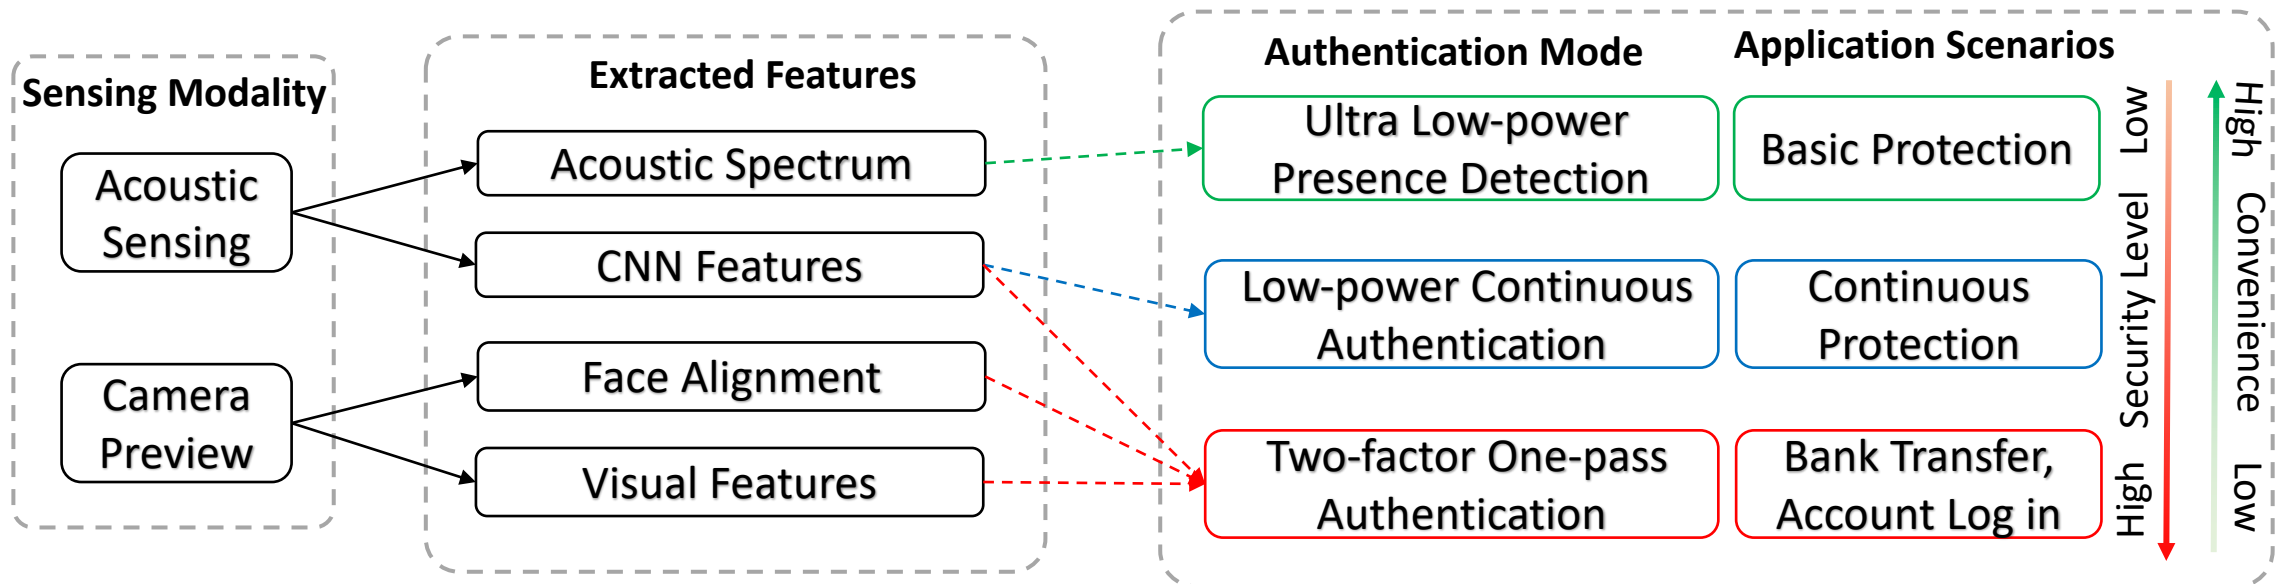 Sensing Modality
Acoustic
Sensing
Camera
Preview
Extracted Features
Acoustic Spectrum
CNN Features
Face Alignment
Visual Features
Authentication Mode
Application Scenarios
Ultra Low-power
Presence Detection
Basic Protection
Low-power Continuous
Authentication
Continuous
Protection
Two-factor One-pass
Authentication
Bank Transfer,
Account Log in
High Security Level Low
High Convenience Low